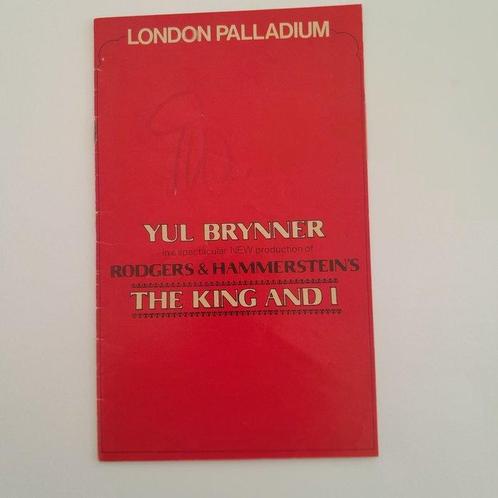 LONDON PALLADIUM
YUL BRYNNER
in a spectacular NEW production of
RODGERS & HAMMERSTEIN'S
THE KING AND I